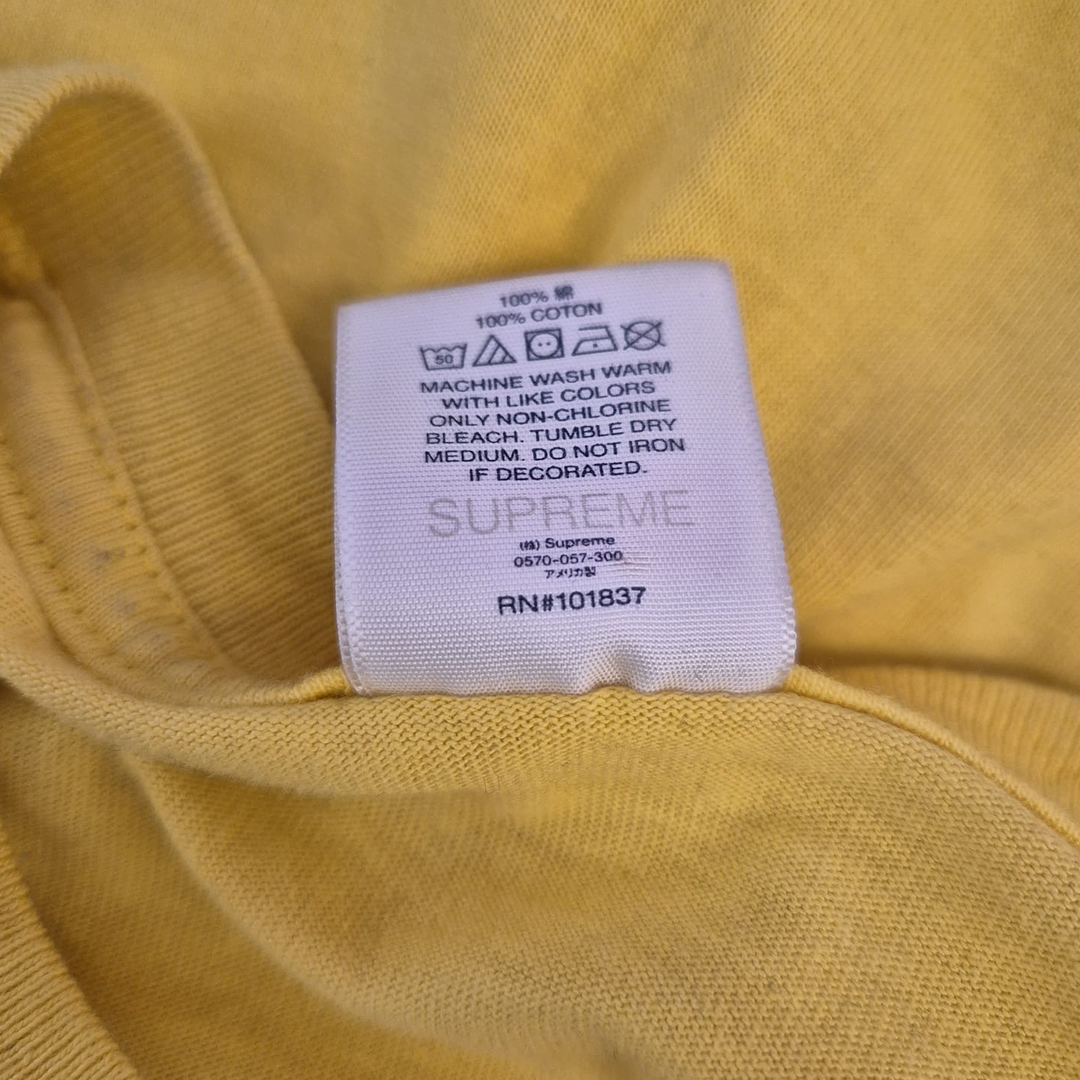 100% 綿
100% COTON
50
MACHINE WASH WARM
WITH LIKE COLORS
ONLY NON-CHLORINE
BLEACH. TUMBLE DRY
MEDIUM. DO NOT IRON
IF DECORATED.
SUPREME
(株) Supreme
0570-057-300
アメリカ製
RN#101837